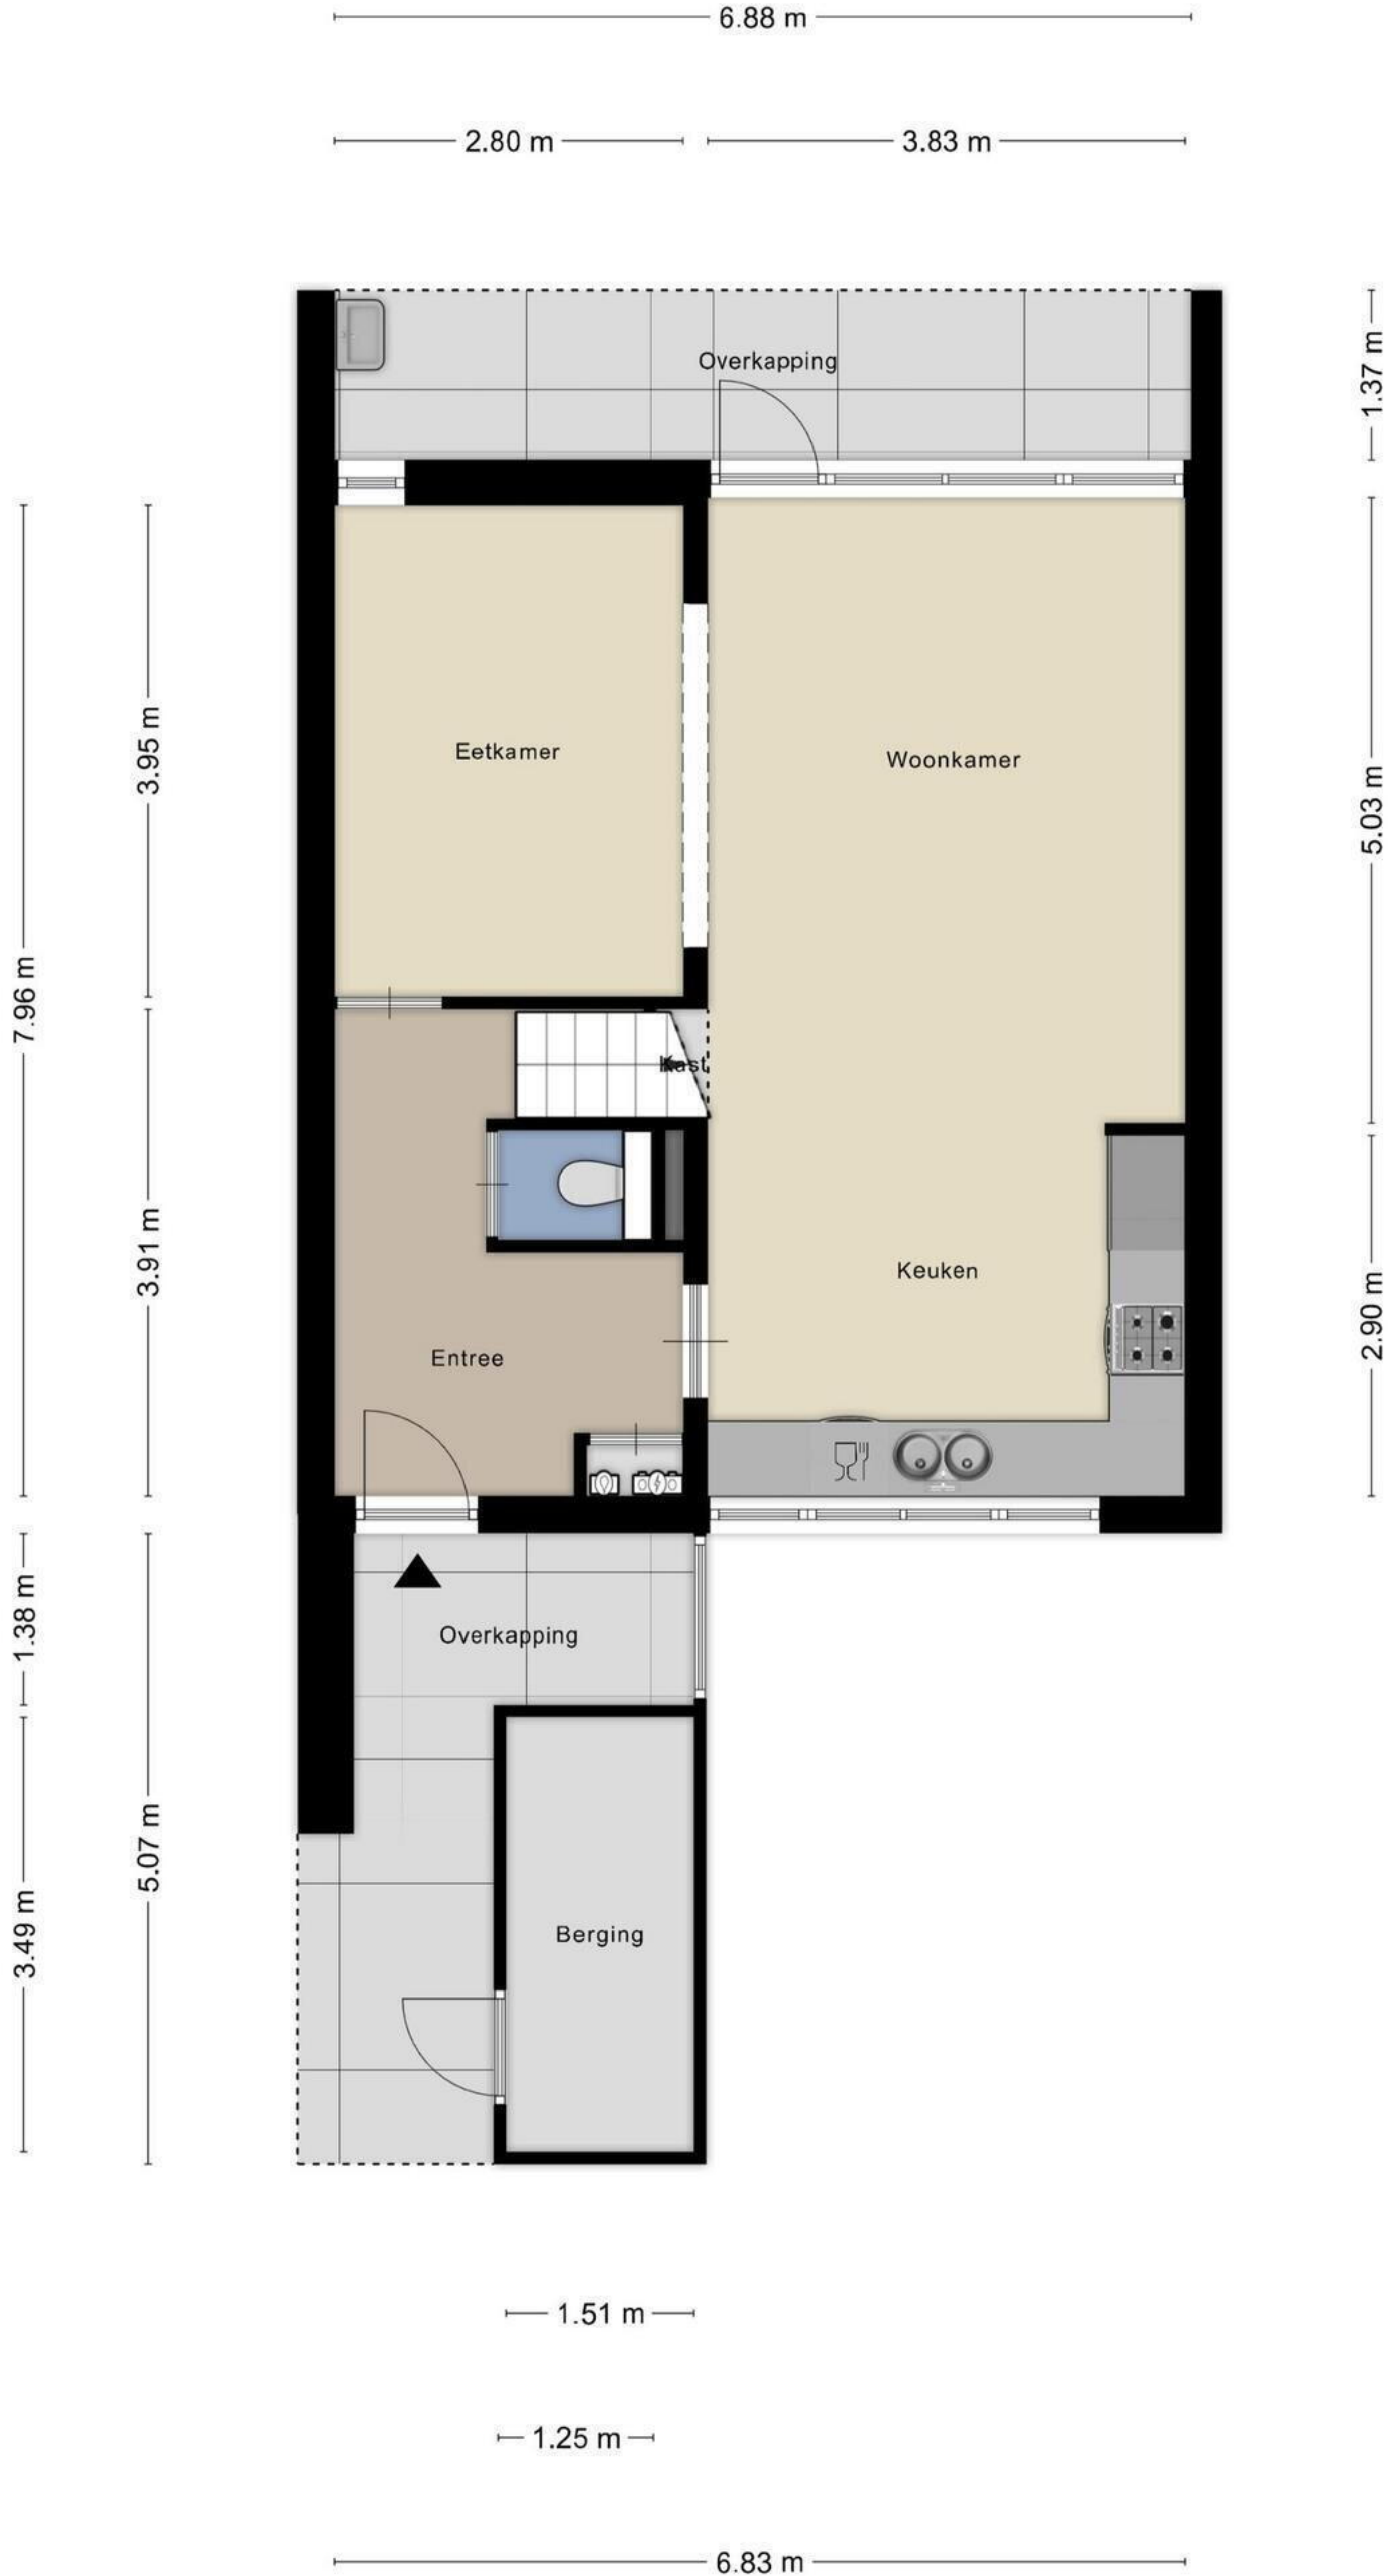 6.88 m
2.80 m
3.83 m
Overkapping
1.37 m
3.95 m
Eetkamer
Woonkamer
5.03 m
7.96 m
Kast
3.91 m
Keuken
2.90 m
Entree
1.38 m
Overkapping
5.07 m
3.49 m
Berging
1.51 m
1.25 m
6.83 m